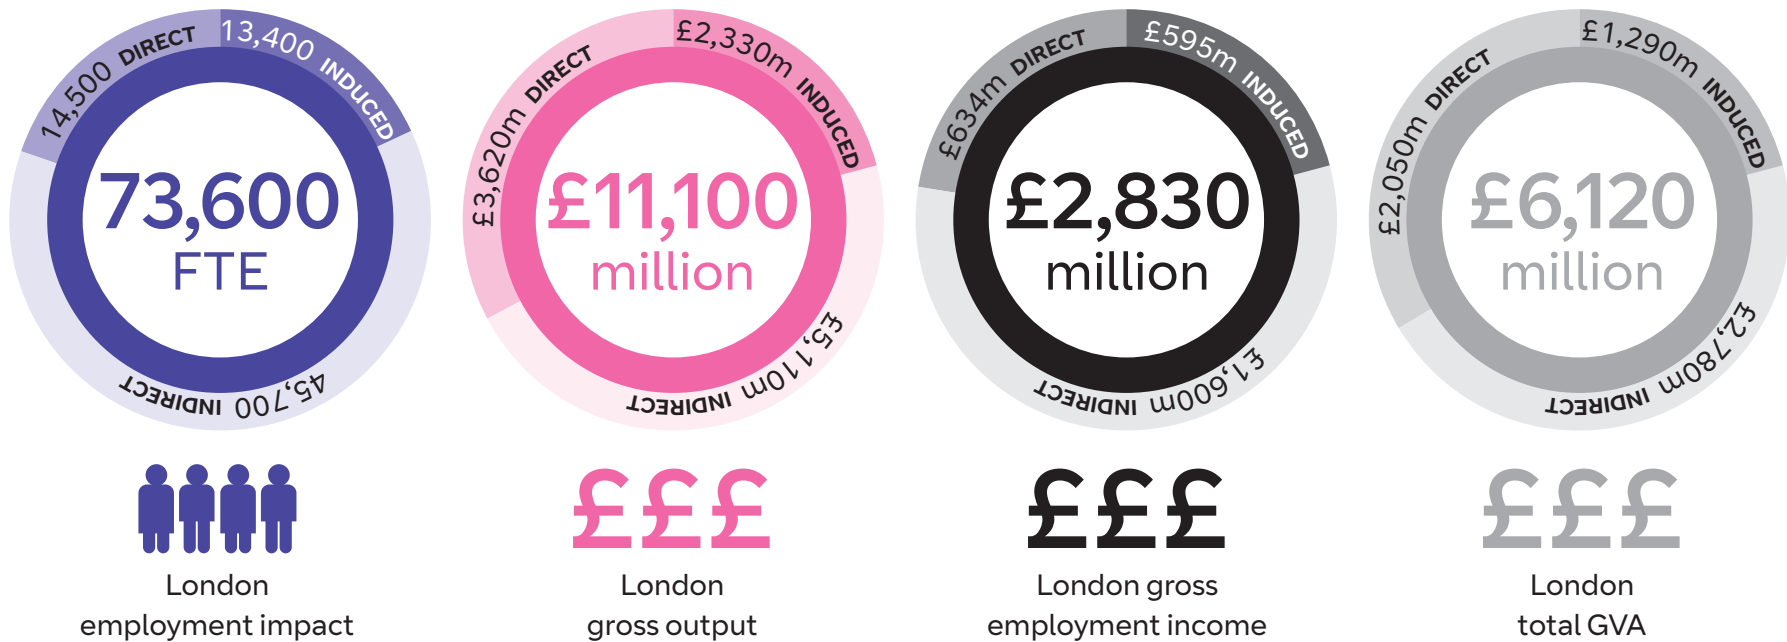 14,500 DIRECT
13,400 INDUCED
45,700 INDIRECT
73,600
FTE
London
employment impact
£3,620m DIRECT
£2,330m INDUCED
£5,110m INDIRECT
£11,100
million
£££
London
gross output
£634m DIRECT
£595m INDUCED
£1,600m INDIRECT
£2,830
million
£££
London gross
employment income
£2,050m DIRECT
£1,290m INDUCED
£2,780m INDIRECT
£6,120
million
£££
London
total GVA